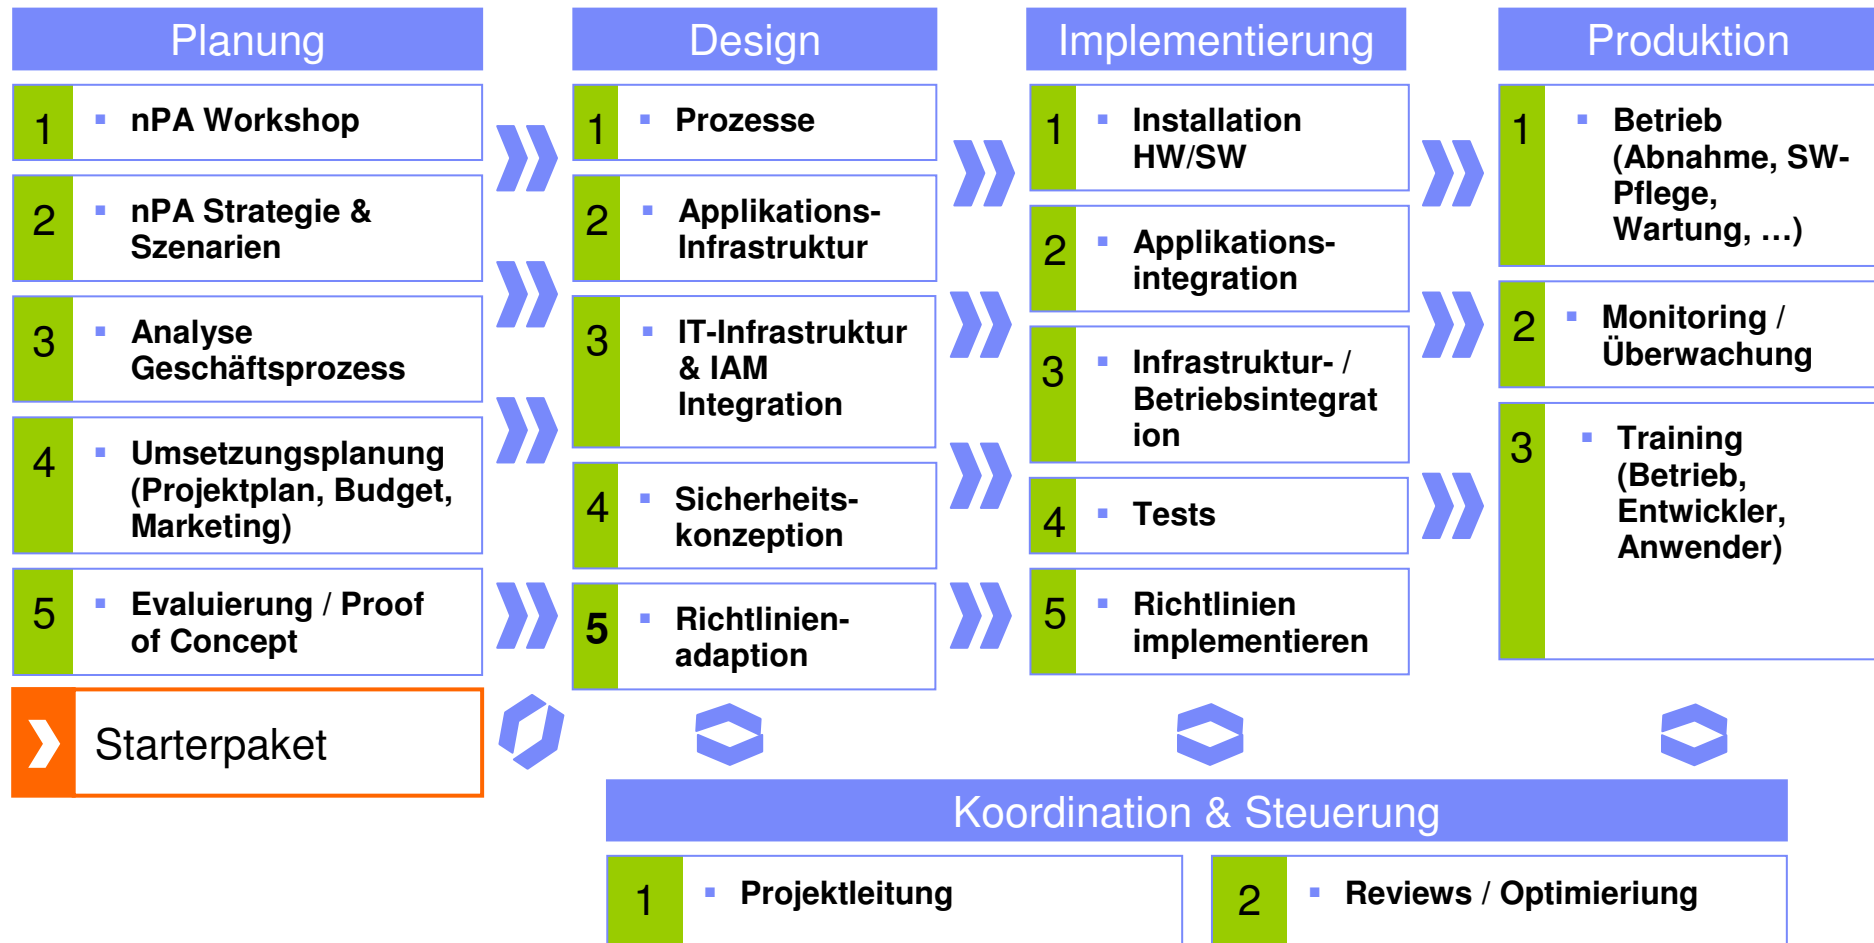 Planung
1
▪ nPA Workshop
2
▪ nPA Strategie &
Szenarien
3
▪ Analyse
Geschäftsprozess
4
▪ Umsetzungsplanung
(Projektplan, Budget,
Marketing)
5
▪ Evaluierung / Proof
of Concept
Starterpaket
Design
1
▪ Prozesse
2
▪ Applikations-
Infrastruktur
3
▪ IT-Infrastruktur
& IAM
Integration
4
▪ Sicherheits-
konzeption
5
▪ Richtlinien-
adaption
Implementierung
1
▪ Installation
HW/SW
2
▪ Applikations-
integration
3
▪ Infrastruktur- /
Betriebsintegrat
ion
4
▪ Tests
5
▪ Richtlinien
implementieren
Produktion
1
▪ Betrieb
(Abnahme, SW-
Pflege,
Wartung, …)
2
▪ Monitoring /
Überwachung
3
▪ Training
(Betrieb,
Entwickler,
Anwender)
Koordination & Steuerung
1
▪ Projektleitung
2
▪ Reviews / Optimieriung